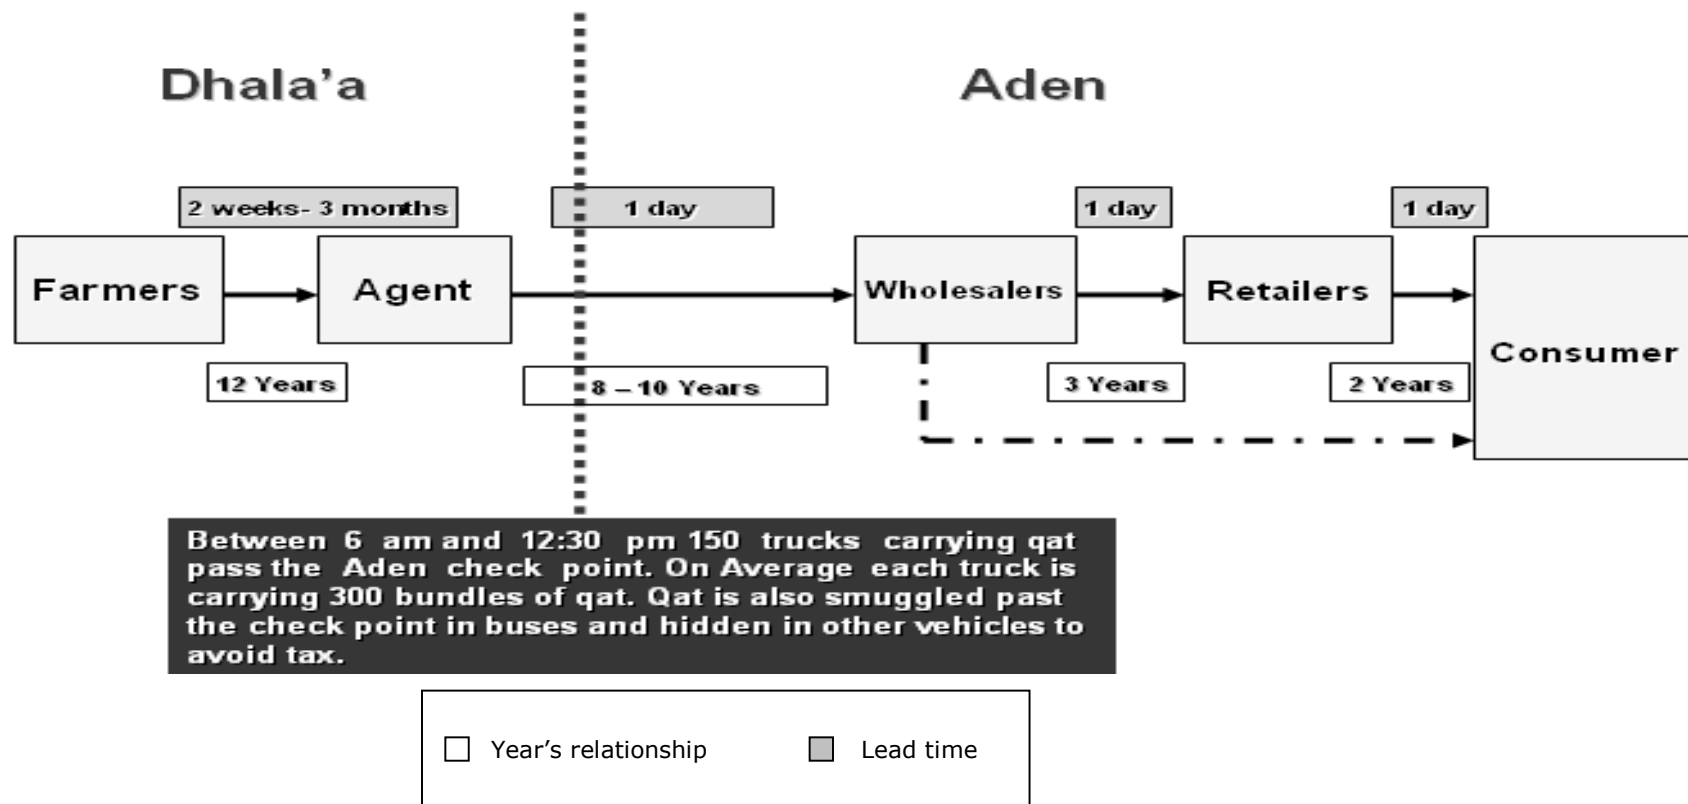 Dhala’a
Aden
2 weeks- 3 months
1 day
1 day
1 day
Farmers
Agent
Wholesalers
Retailers
Consumer
12 Years
8 – 10 Years
3 Years
2 Years
Between 6 am and 12:30 pm 150 trucks carrying qat
pass the Aden check point. On Average each truck is
carrying 300 bundles of qat. Qat is also smuggled past
the check point in buses and hidden in other vehicles to
avoid tax.
Year’s relationship
Lead time